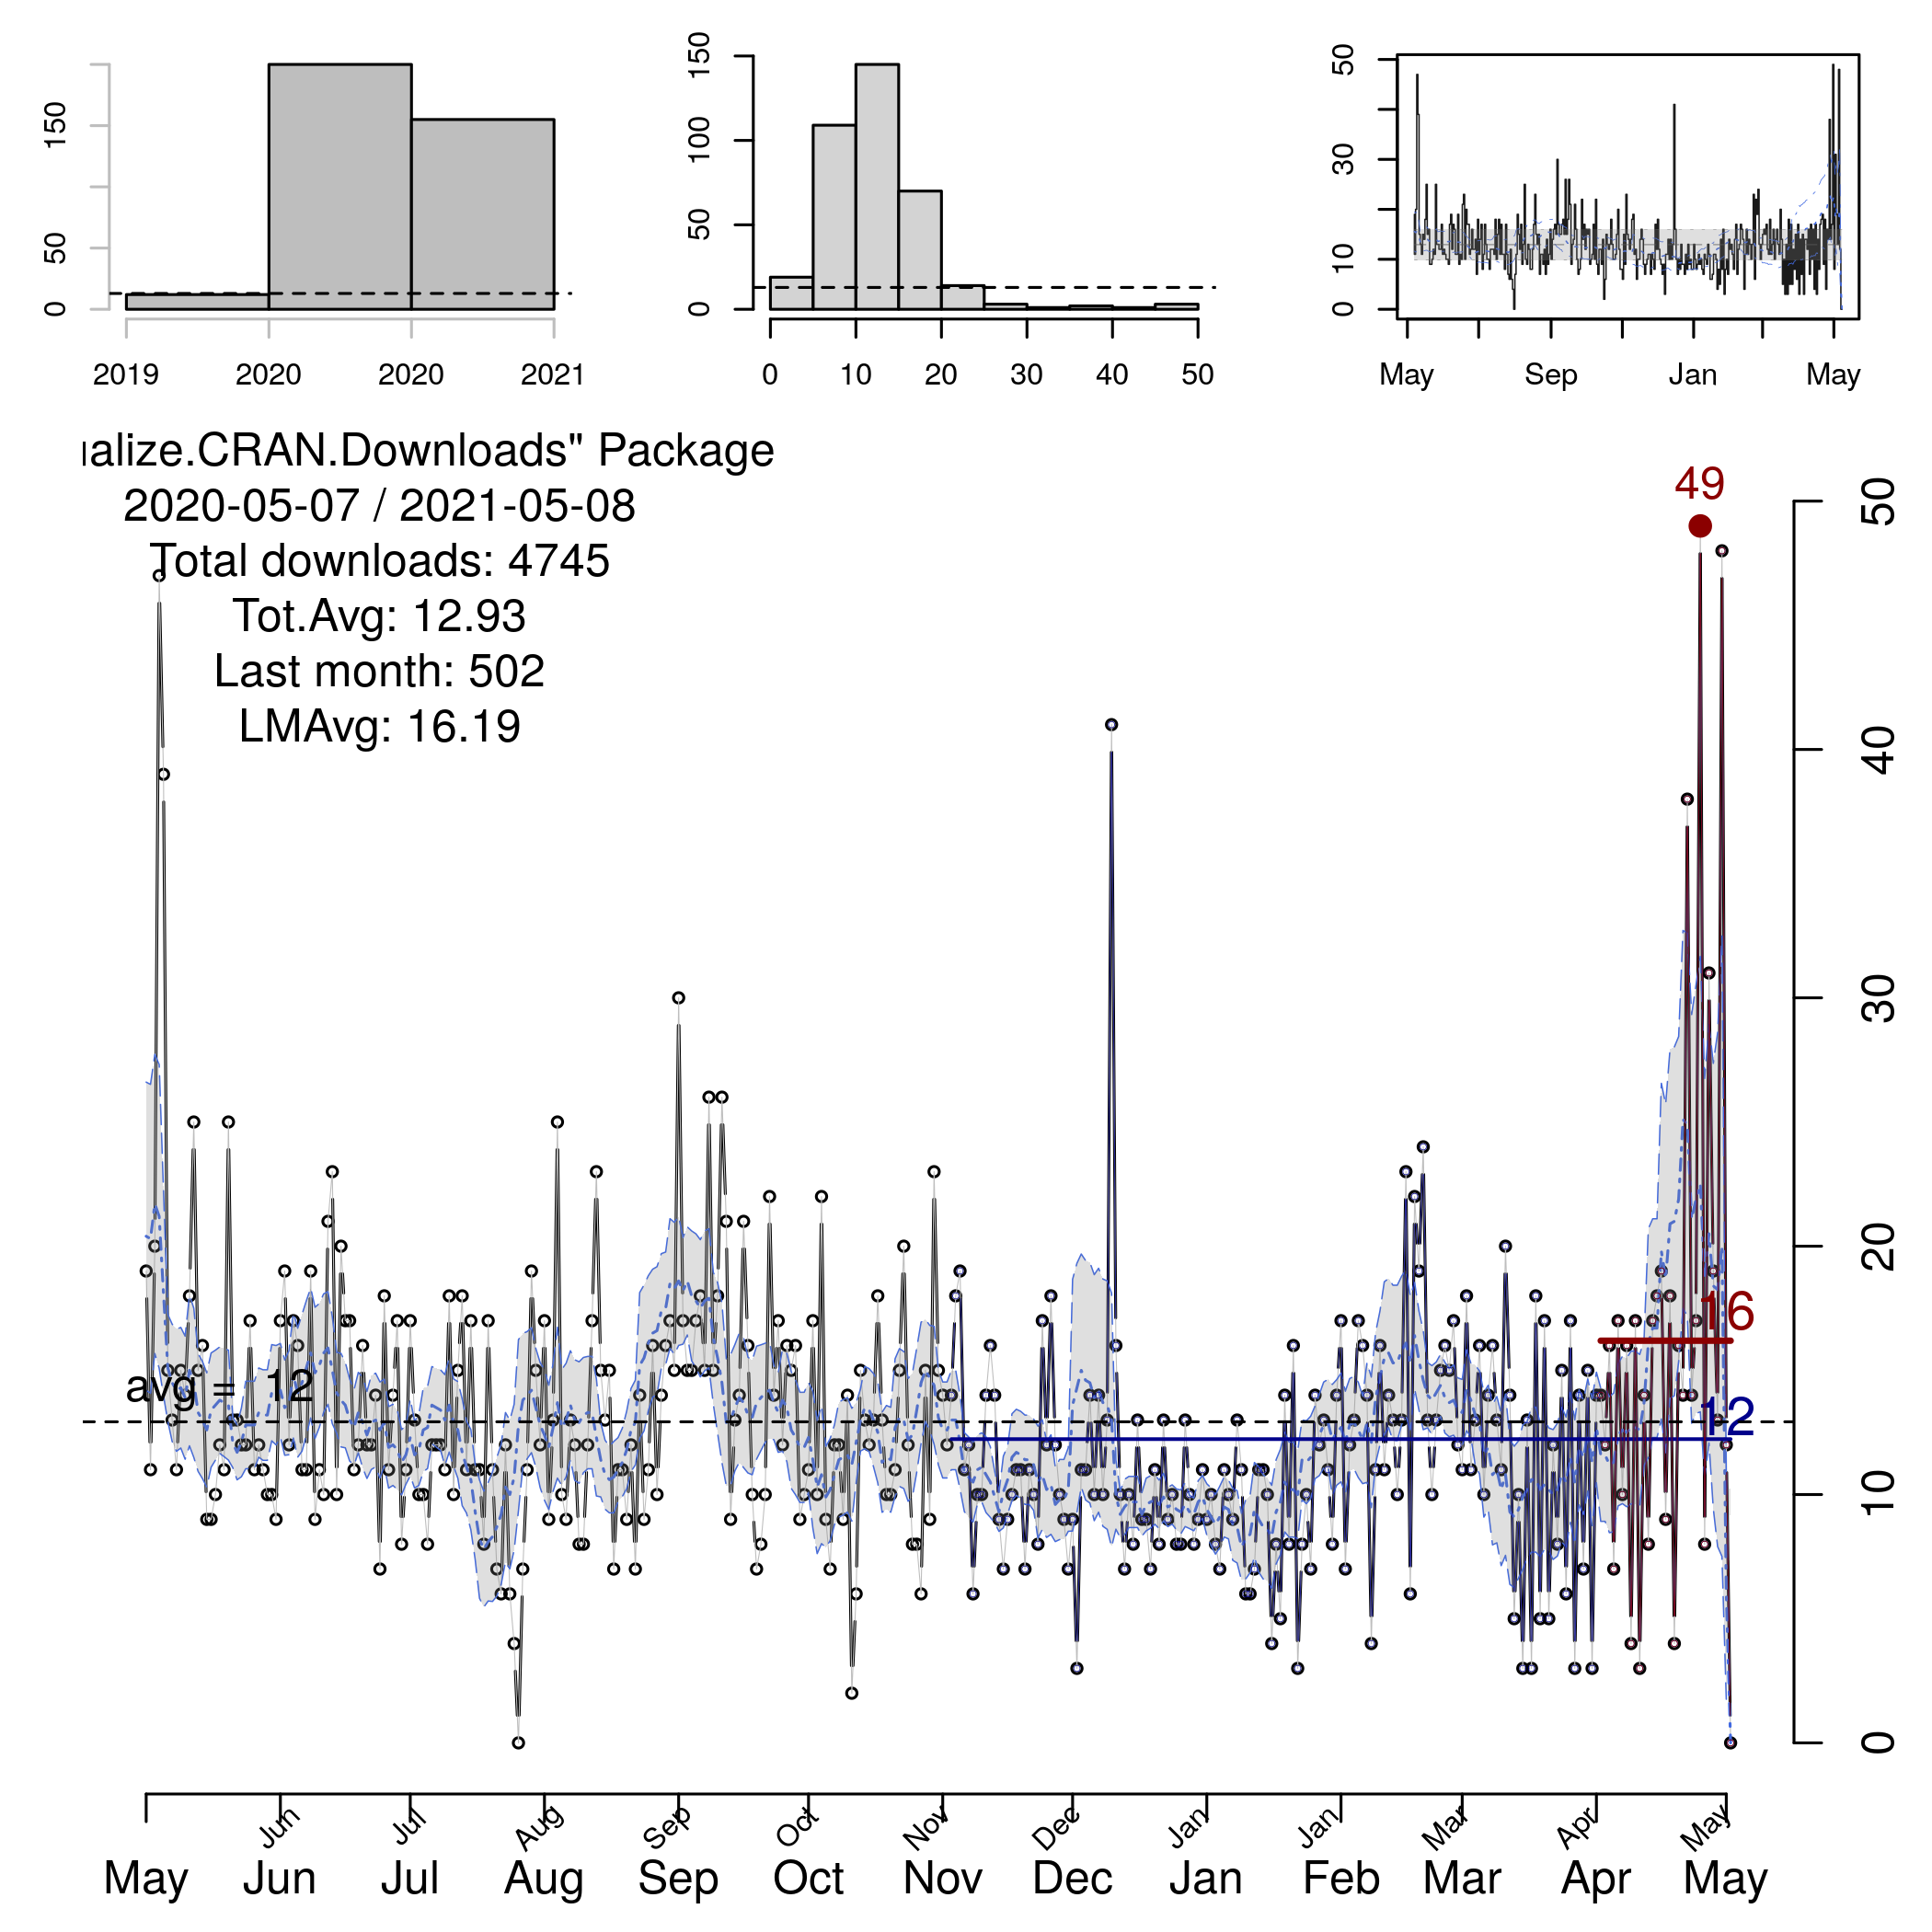 0 50 150
2019 2020 2020 2021
0 50 100 150
0 10 20 30 40 50
0 10 30 50
May Sep Jan May
alize.CRAN.Downloads" Package
2020-05-07 / 2021-05-08
Total downloads: 4745
Tot.Avg: 12.93
Last month: 502
LMAvg: 16.19
49
avg = 12
16
12
0 10 20 30 40 50
Jun Jul Aug Sep Oct Nov Dec Jan Jan Mar Apr May
May Jun Jul Aug Sep Oct Nov Dec Jan Feb Mar Apr May